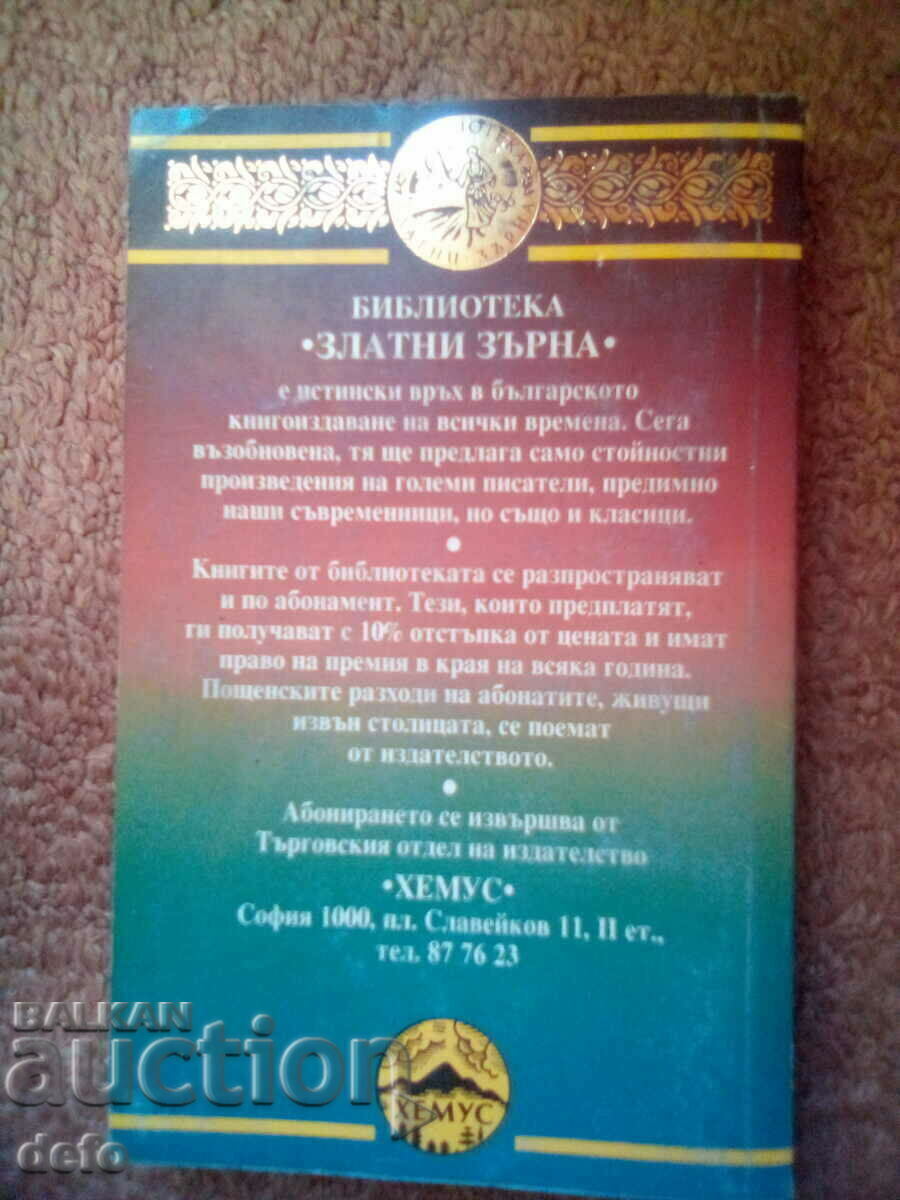 БИБЛИОТЕКА
•ЗЛАТНИ ЗЪРНА•
е истински връх в българското
книгоиздаване на всички времена. Сега
възобновена, тя ще предлага само стойностни
произведения на големи писатели, предимно
наши съвременници, но също и класици.
•
Книгите от библиотеката се разпространяват
и по абонамент. Тези, които предплатят,
ги получават с 10% отстъпка от цената и имат
право на премия в края на всяка година.
Пощенските разходи на абонатите, живущи
извън столицата, се поемат
от издателството.
•
Абонирането се извършва от
Търговския отдел на издателство
•ХЕМУС•
София 1000, пл. Славейков 11, II ет.,
тел. 87 76 23
ХЕМУС
BALKAN
auction
defo